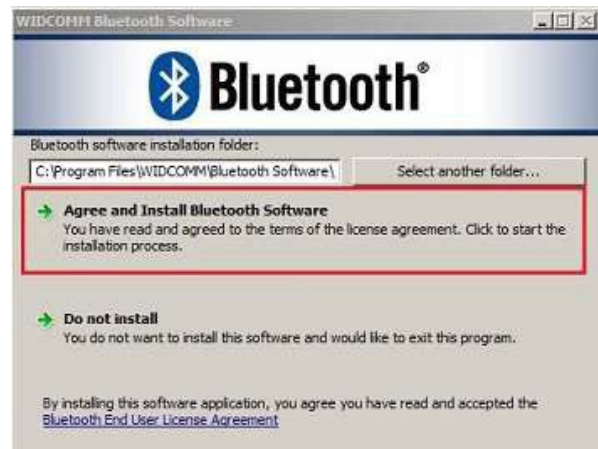 WIDCOMM Bluetooth Software
Bluetooth®
Bluetooth software installation folder:
C:\Program Files\WIDCOMM\Bluetooth Software\
Select another folder...
Agree and Install Bluetooth Software
You have read and agreed to the terms of the license agreement. Click to start the
installation process.
Do not install
You do not want to install this software and would like to exit this program.
By installing this software application, you agree you have read and accepted the
Bluetooth End User License Agreement